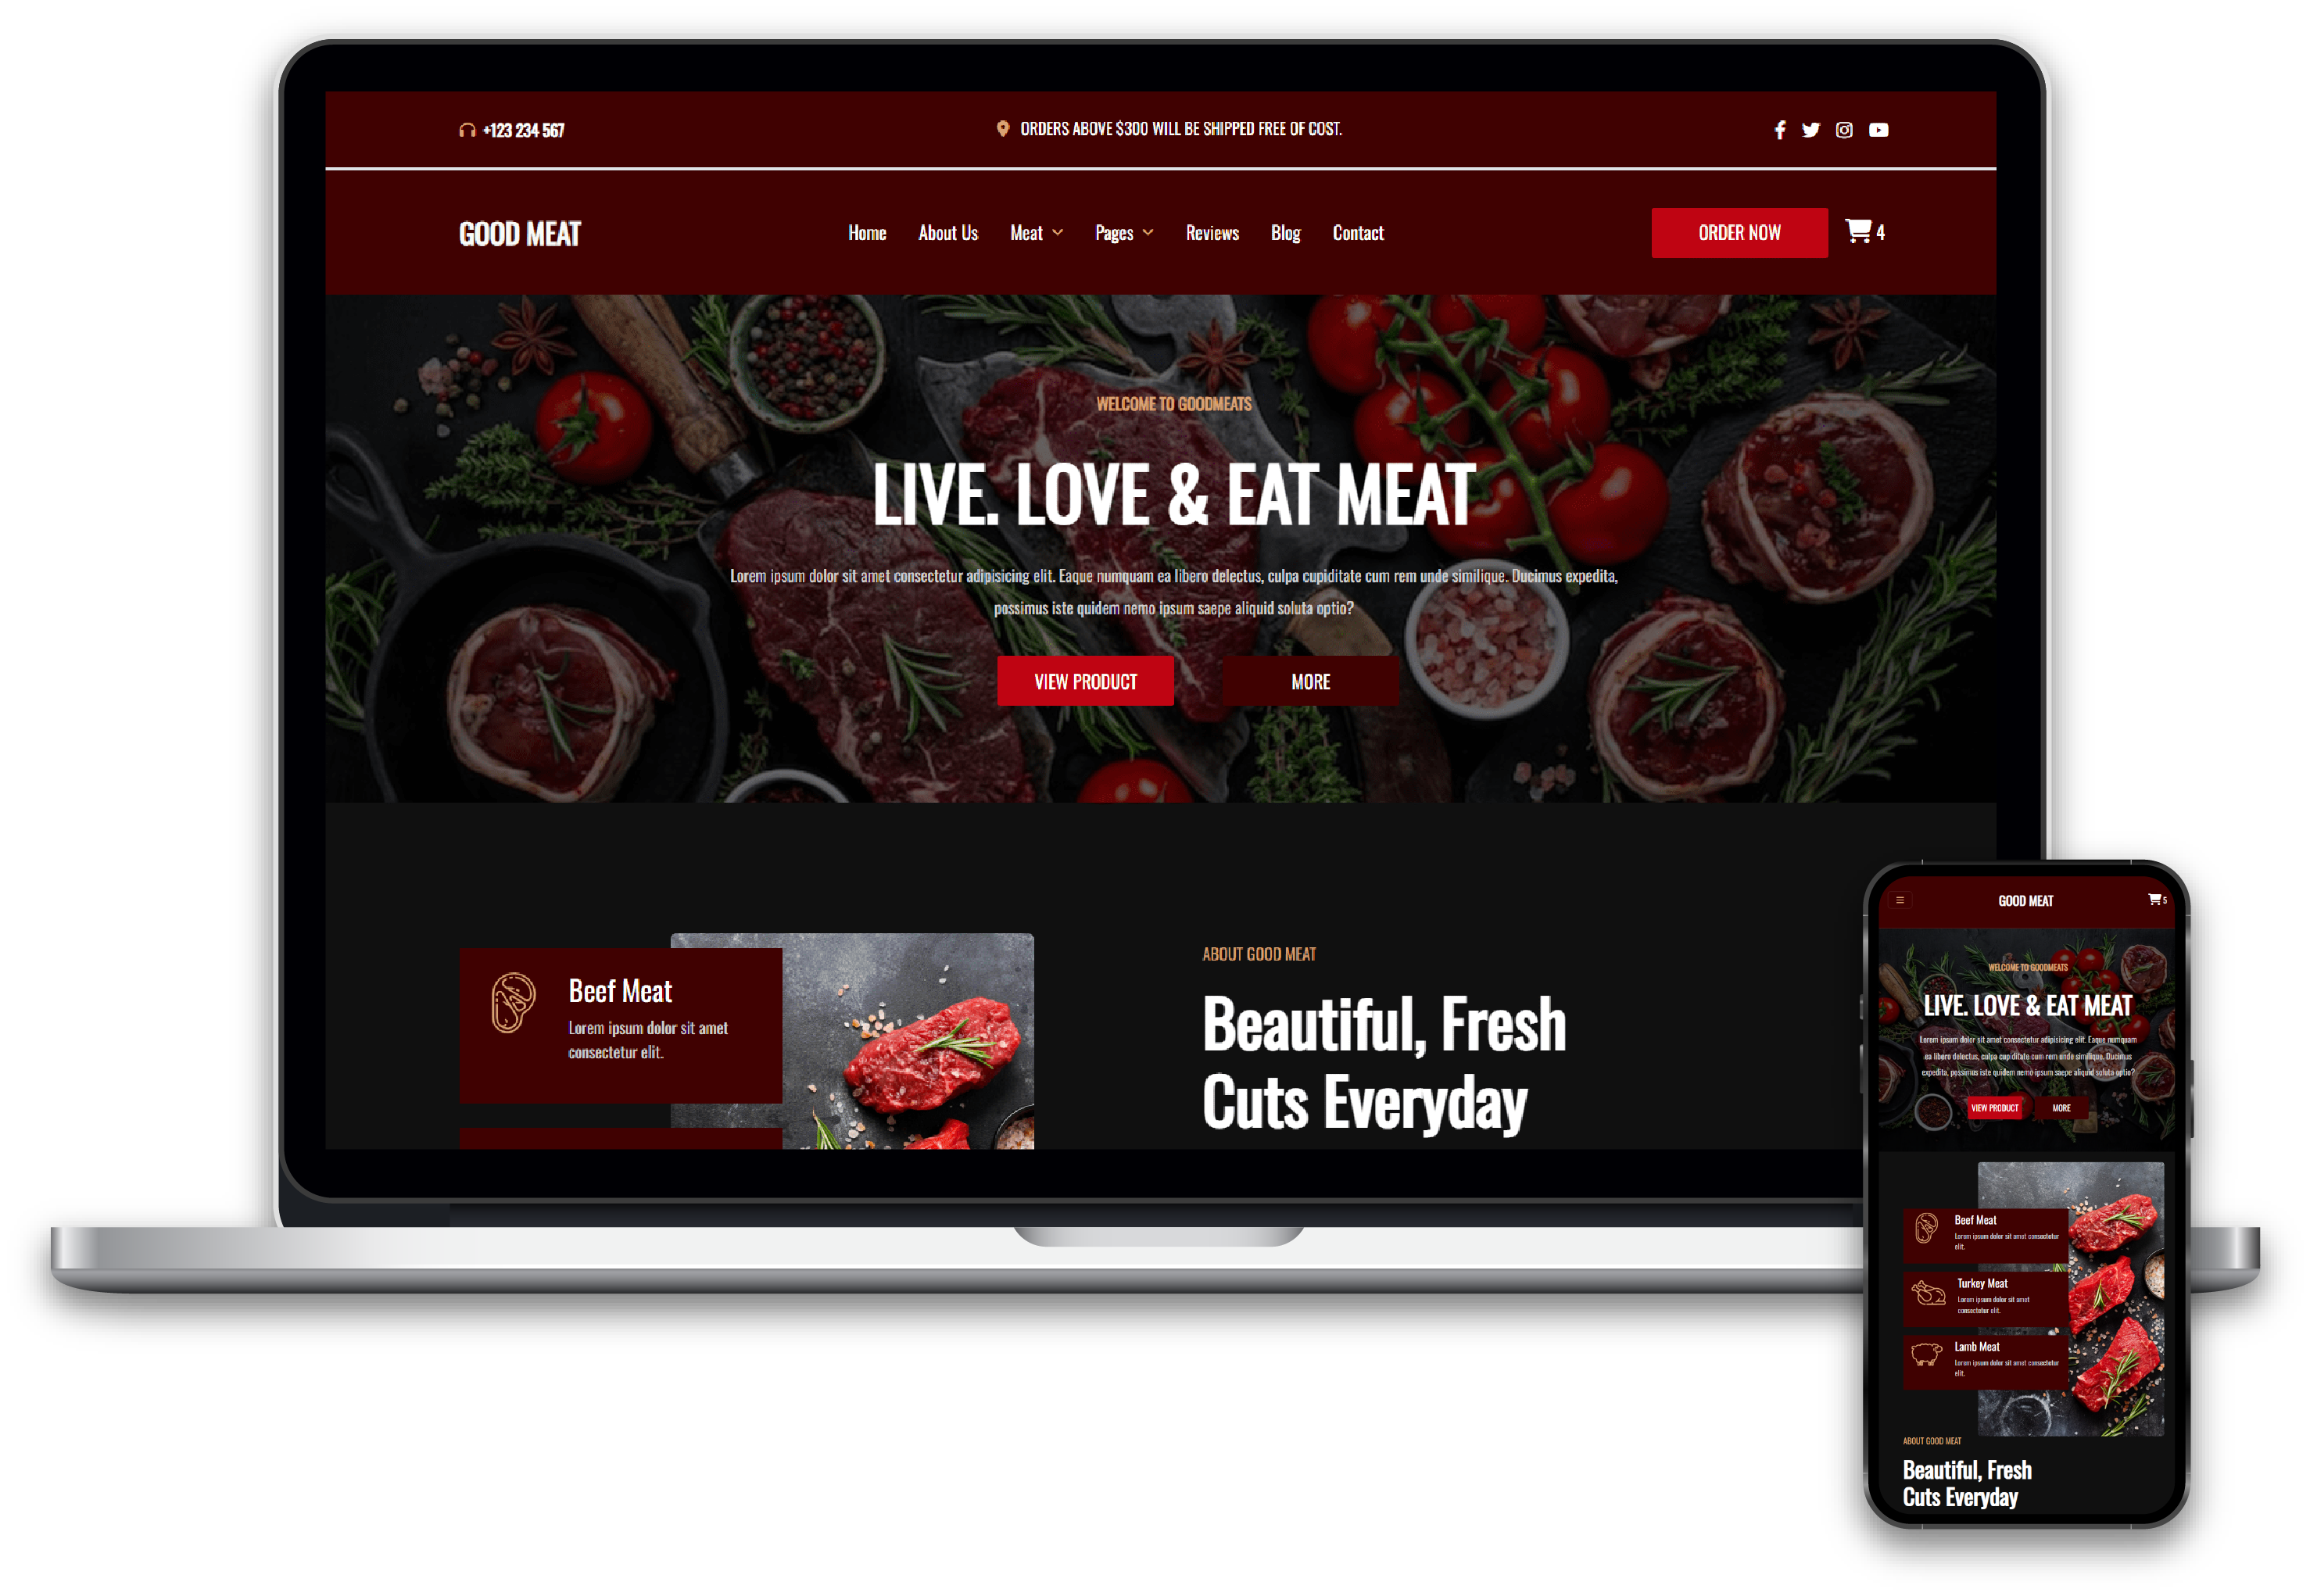 +123 234 567
ORDERS ABOVE $300 WILL BE SHIPPED FREE OF COST.
GOOD MEAT
Home
About Us
Meat
Pages
Reviews
Blog
Contact
ORDER NOW
4
WELCOME TO GOODMEATS
LIVE. LOVE & EAT MEAT
Lorem ipsum dolor sit amet consectetur adipisicing elit. Eaque numquam ea libero delectus, culpa cupiditate cum rem unde similique. Ducimus expedita,
possimus iste quidem nemo ipsum saepe aliquid soluta optio?
VIEW PRODUCT
MORE
Beef Meat
Lorem ipsum dolor sit amet
consectetur elit.
ABOUT GOOD MEAT
Beautiful, Fresh
Cuts Everyday
GOOD MEAT
5
WELCOME TO GOODMEATS
LIVE. LOVE & EAT MEAT
Lorem ipsum dolor sit amet consectetur adipisicing elit. Eaque numquam
ea libero delectus, culpa cupiditate cum rem unde similique. Ducimus
expedita, possimus iste quidem nemo ipsum saepe aliquid soluta optio?
VIEW PRODUCT
MORE
Beef Meat
Lorem ipsum dolor sit amet consectetur
elit.
Turkey Meat
Lorem ipsum dolor sit amet
consectetur elit.
Lamb Meat
Lorem ipsum dolor sit amet consectetur
elit.
ABOUT GOOD MEAT
Beautiful, Fresh
Cuts Everyday